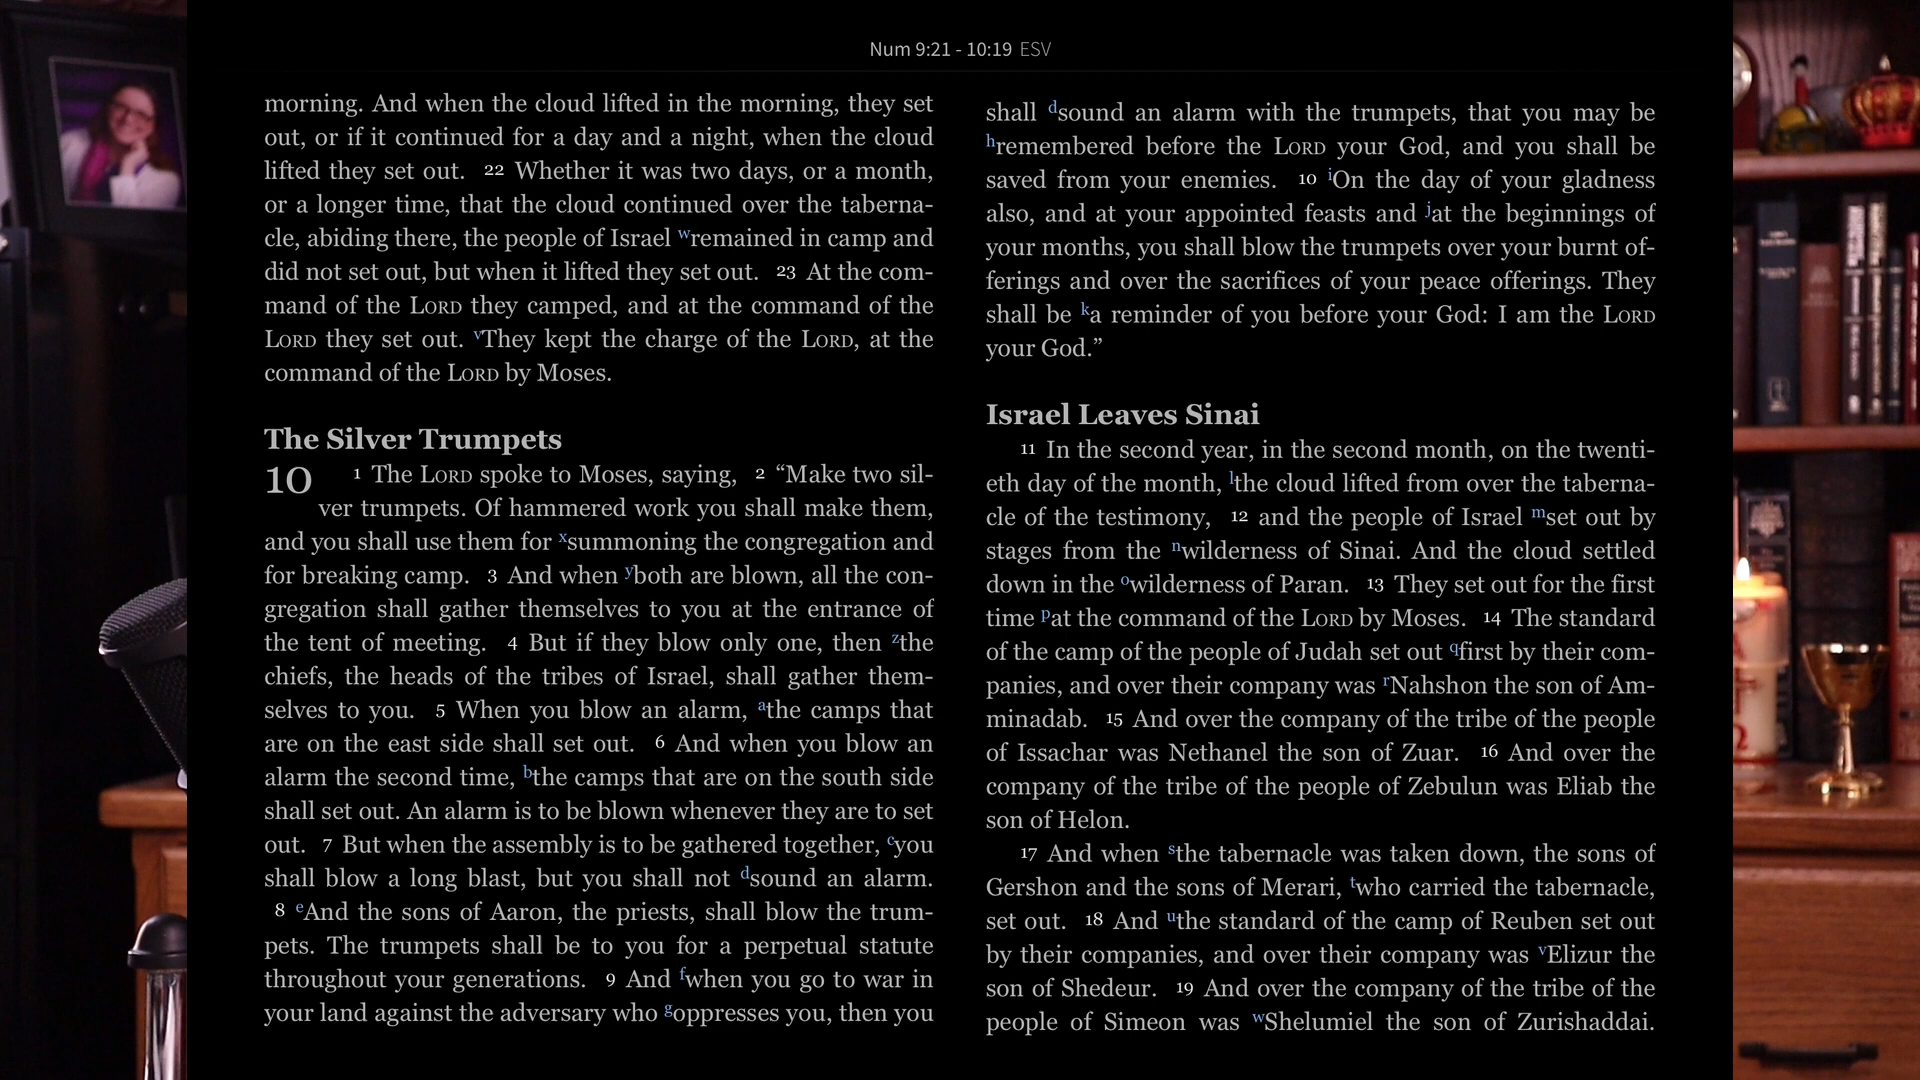 Num 9:21 - 10:19 ESV
morning. And when the cloud lifted in the morning, they set
out, or if it continued for a day and a night, when the cloud
lifted they set out. 22 Whether it was two days, or a month,
or a longer time, that the cloud continued over the taberna-
cle, abiding there, the people of Israel wremained in camp and
did not set out, but when it lifted they set out. 23 At the com-
mand of the LORD they camped, and at the command of the
LORD they set out. vThey kept the charge of the LORD, at the
command of the LORD by Moses.
The Silver Trumpets
10 1 The LORD spoke to Moses, saying, 2 “Make two sil-
ver trumpets. Of hammered work you shall make them,
and you shall use them for xsummoning the congregation and
for breaking camp. 3 And when yboth are blown, all the con-
gregation shall gather themselves to you at the entrance of
the tent of meeting. 4 But if they blow only one, then zthe
chiefs, the heads of the tribes of Israel, shall gather them-
selves to you. 5 When you blow an alarm, athe camps that
are on the east side shall set out. 6 And when you blow an
alarm the second time, bthe camps that are on the south side
shall set out. An alarm is to be blown whenever they are to set
out. 7 But when the assembly is to be gathered together, cyou
shall blow a long blast, but you shall not dsound an alarm.
8 eAnd the sons of Aaron, the priests, shall blow the trum-
pets. The trumpets shall be to you for a perpetual statute
throughout your generations. 9 And fwhen you go to war in
your land against the adversary who goppresses you, then you
shall dsound an alarm with the trumpets, that you may be
hremembered before the LORD your God, and you shall be
saved from your enemies. 10 iOn the day of your gladness
also, and at your appointed feasts and jat the beginnings of
your months, you shall blow the trumpets over your burnt of-
ferings and over the sacrifices of your peace offerings. They
shall be ka reminder of you before your God: I am the LORD
your God.”
Israel Leaves Sinai
11 In the second year, in the second month, on the twenti-
eth day of the month, lthe cloud lifted from over the taberna-
cle of the testimony, 12 and the people of Israel mset out by
stages from the nwilderness of Sinai. And the cloud settled
down in the owilderness of Paran. 13 They set out for the first
time pat the command of the LORD by Moses. 14 The standard
of the camp of the people of Judah set out qfirst by their com-
panies, and over their company was rNahshon the son of Am-
minadab. 15 And over the company of the tribe of the people
of Issachar was Nethanel the son of Zuar. 16 And over the
company of the tribe of the people of Zebulun was Eliab the
son of Helon.
17 And when sthe tabernacle was taken down, the sons of
Gershon and the sons of Merari, twho carried the tabernacle,
set out. 18 And uthe standard of the camp of Reuben set out
by their companies, and over their company was vElizur the
son of Shedeur. 19 And over the company of the tribe of the
people of Simeon was wShelumiel the son of Zurishaddai.